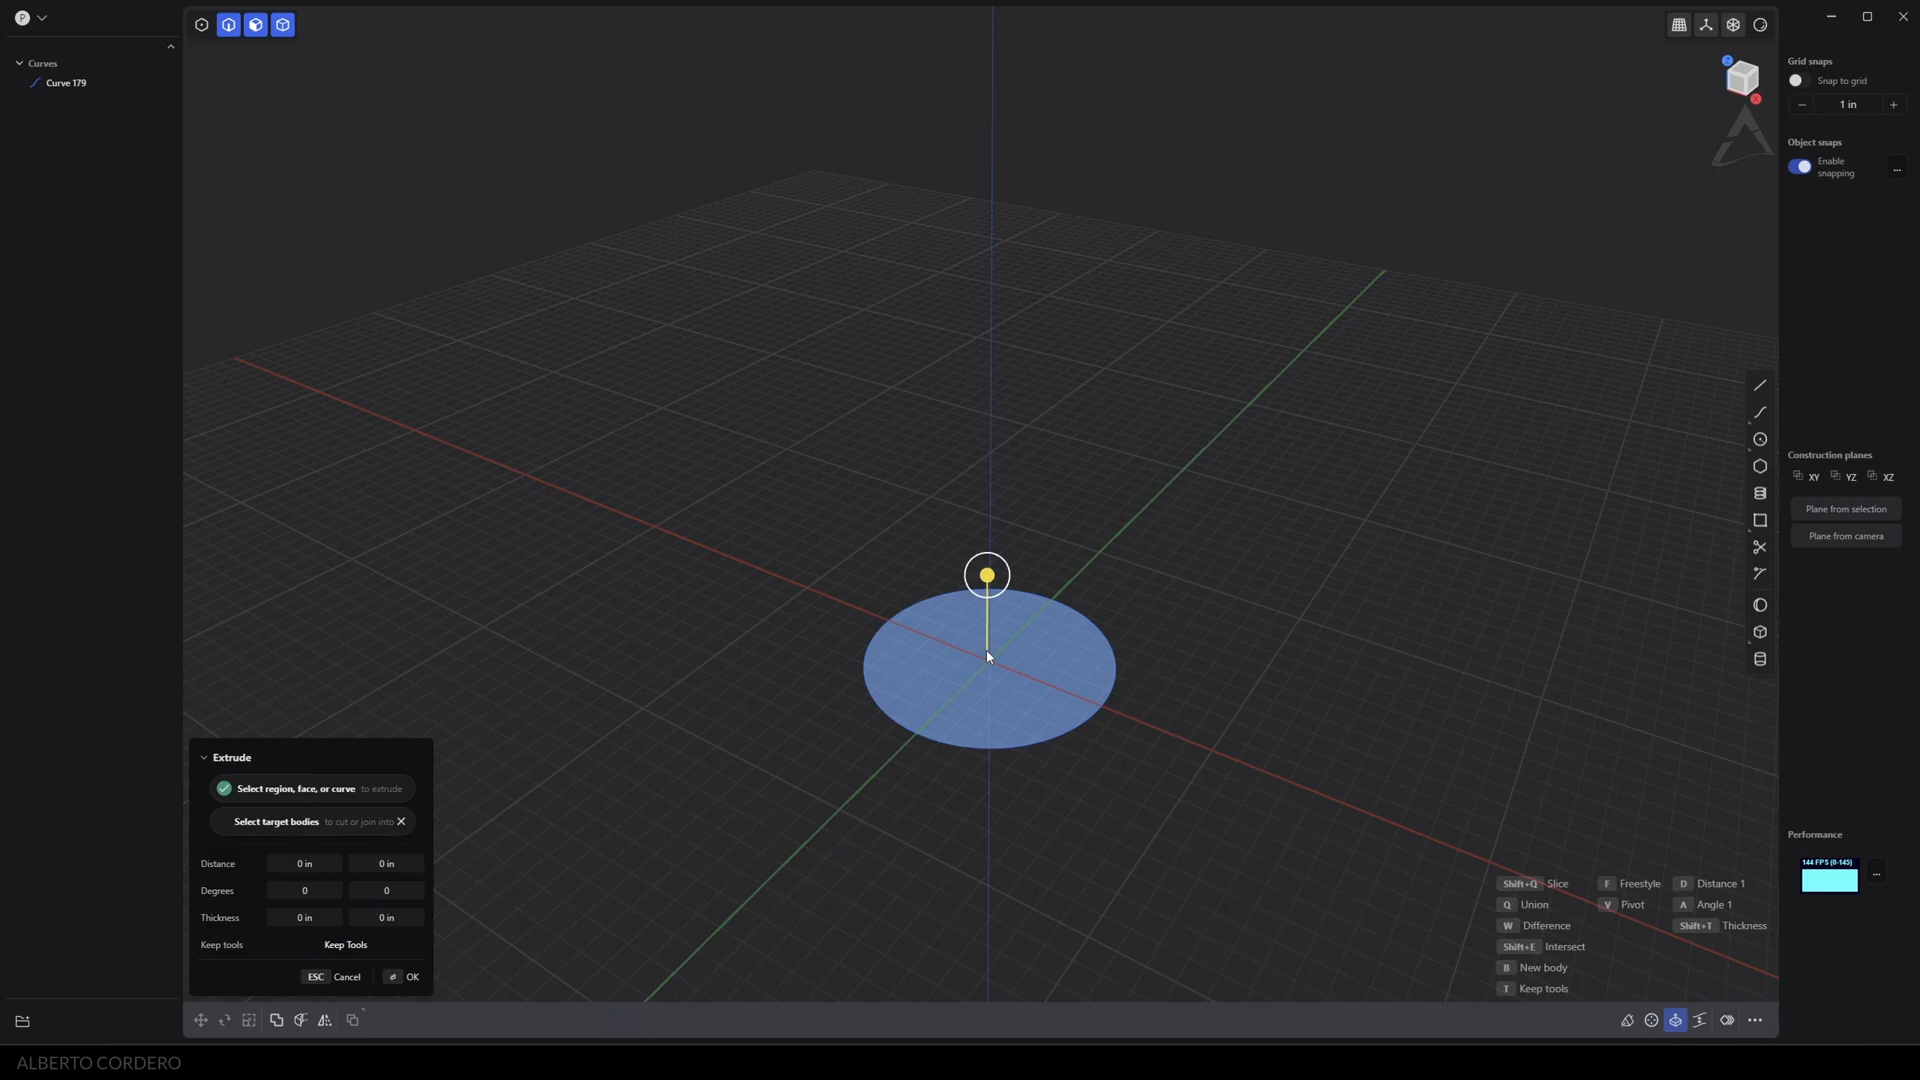 P
Curves
Curve 179
Z
X
Grid snaps
Snap to grid
1 in
Object snaps
Enable
snapping
...
Construction planes
XY YZ XZ
Plane from selection
Plane from camera
Performance
144 FPS (0-145)
...
Extrude
Select region, face, or curve to extrude
Select target bodies to cut or join into
Distance 0 in 0 in
Degrees 0 0
Thickness 0 in 0 in
Keep tools Keep Tools
ESC Cancel OK
Shift+Q Slice F Freestyle D Distance 1
Q Union V Pivot A Angle 1
W Difference Shift+T Thickness
Shift+E Intersect
B New body
T Keep tools
ALBERTO CORDERO